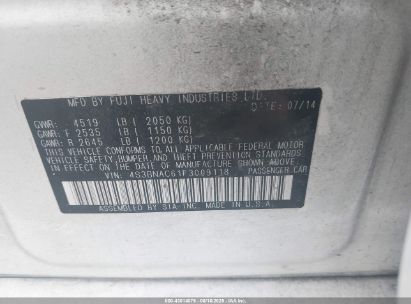 MFD BY FUJI HEAVY INDUSTRIES LTD.
DATE: 07/14
GVWR: 4519 LB ( 2050 KG)
GAWR: F 2535 LB ( 1150 KG)
GAWR: R 2645 LB ( 1200 KG)
THIS VEHICLE CONFORMS TO ALL APPLICABLE FEDERAL MOTOR
VEHICLE SAFETY, BUMPER AND THEFT PREVENTION STANDARDS
IN EFFECT ON THE DATE OF MANUFACTURE SHOWN ABOVE.
VIN: 4S3BNAC61F3009118 PASSENGER CAR
ASSEMBLED BY SIA, INC. MADE IN U.S.A.